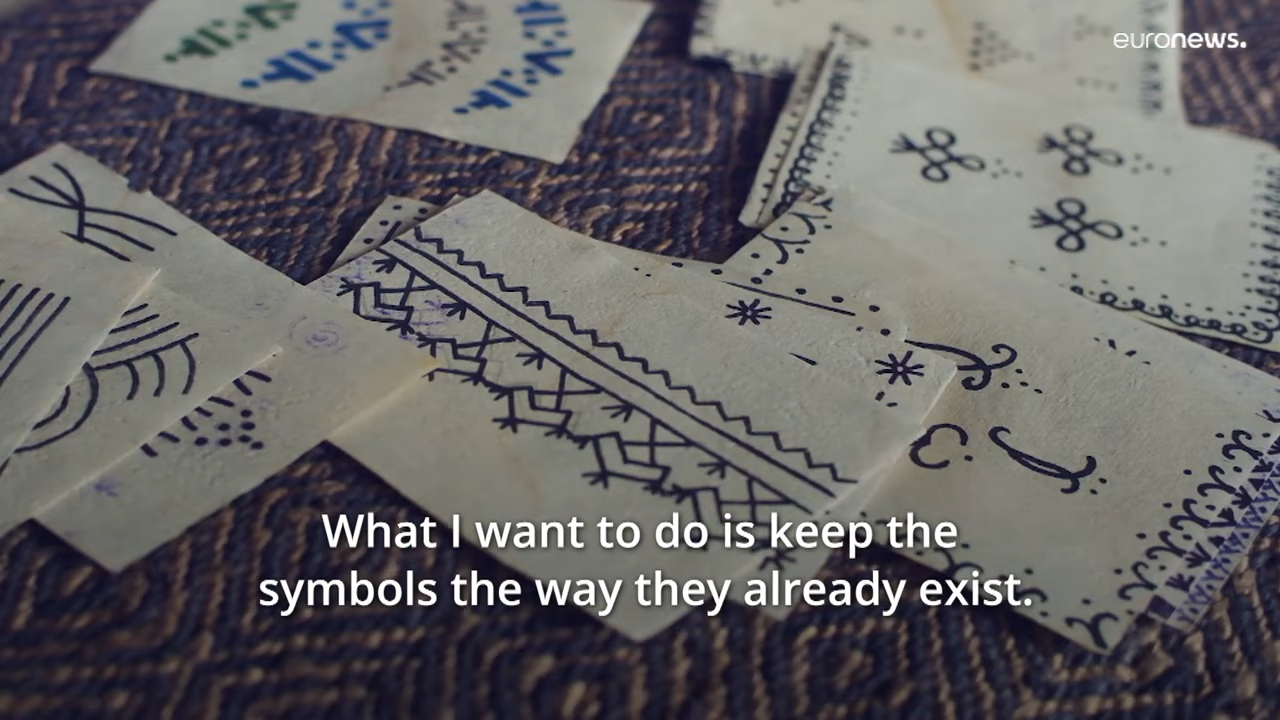 euronews.
What I want to do is keep the
symbols the way they already exist.